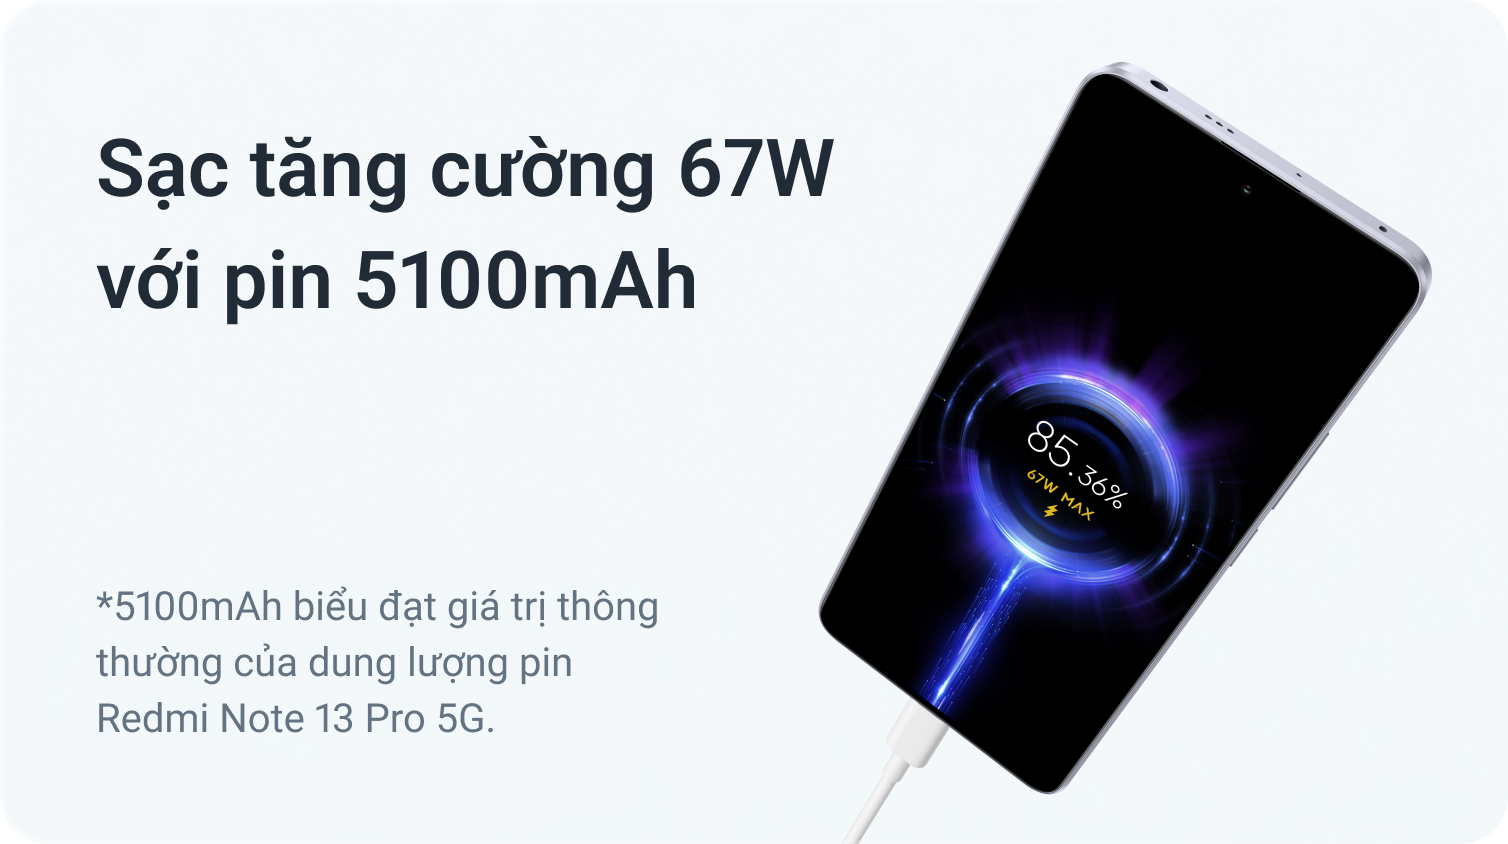 Sạc tăng cường 67W
với pin 5100mAh
85.36%
67W MAX
*5100mAh biểu đạt giá trị thông
thường của dung lượng pin
Redmi Note 13 Pro 5G.